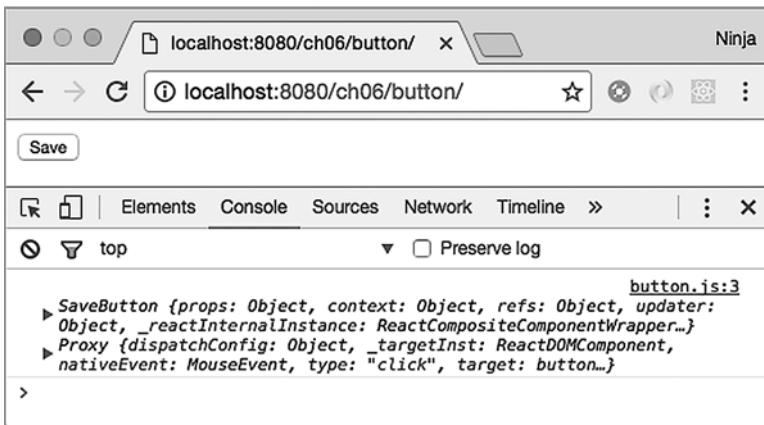 localhost:8080/ch06/button/
Ninja
localhost:8080/ch06/button/
Save
Elements Console Sources Network Timeline »
top Preserve log
button.js:3
SaveButton {props: Object, context: Object, refs: Object, updater:
Object, _reactInternalInstance: ReactCompositeComponentWrapper…}
Proxy {dispatchConfig: Object, _targetInst: ReactDOMComponent,
nativeEvent: MouseEvent, type: "click", target: button…}
>